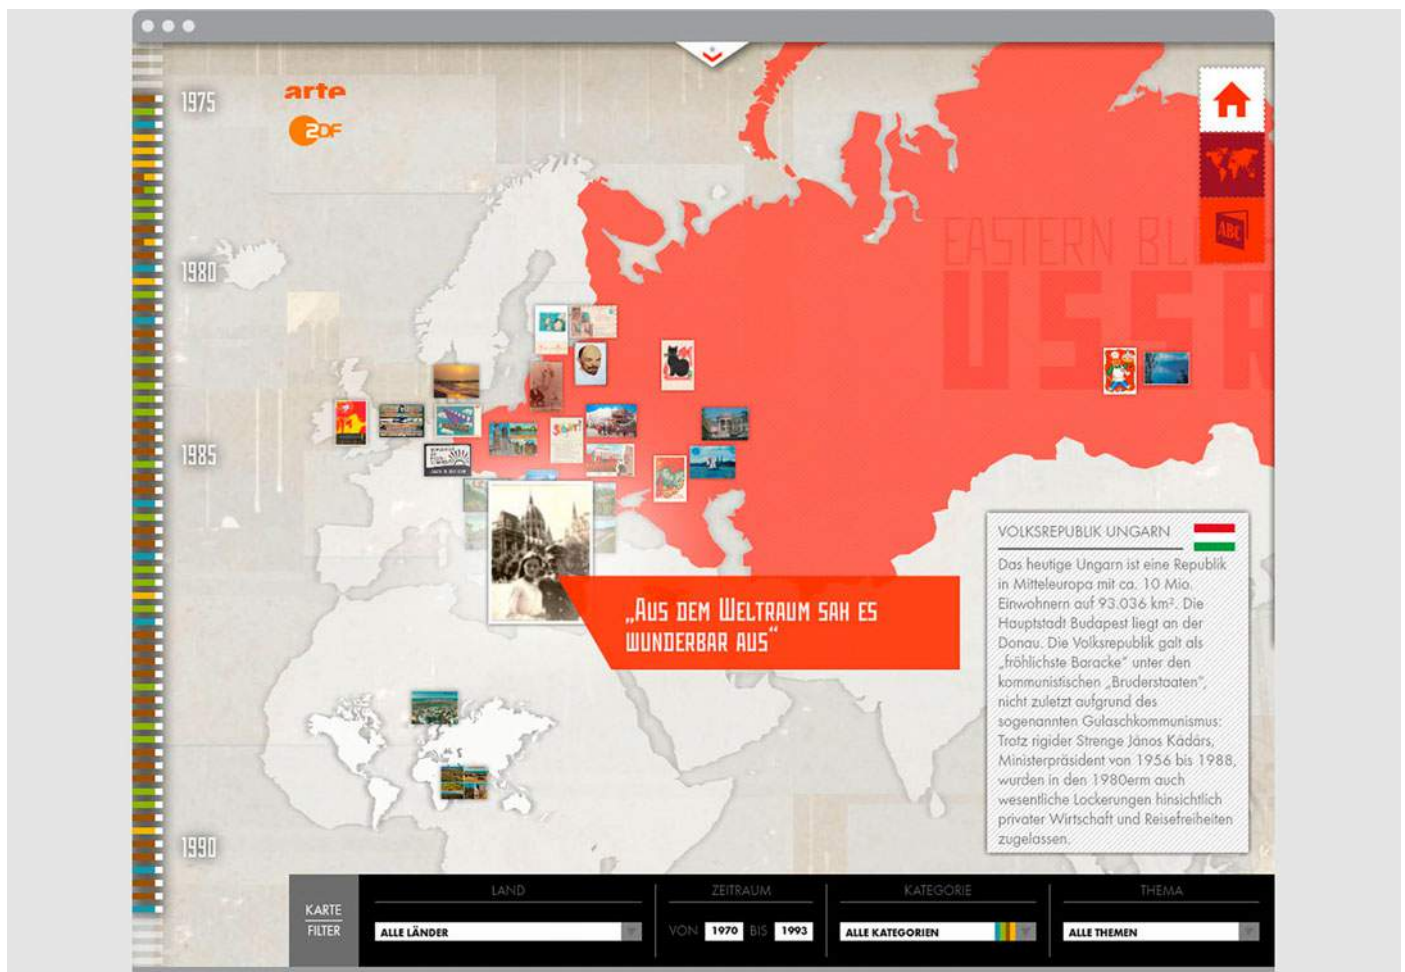 1975
arte
ZDF
ABC
EASTERN BL
1980
USSR
1985
VOLKSREPUBLIK UNGARN
Das heutige Ungarn ist eine Republik
in Mitteleuropa mit ca. 10 Mio.
Einwohnern auf 93.036 km². Die
Hauptstadt Budapest liegt an der
Donau. Die Volksrepublik galt als
„fröhlichste Baracke“ unter den
kommunistischen „Bruderstaaten“,
nicht zuletzt aufgrund des
sogenannten Gulaschkommunismus:
Trotz rigider Strenge János Kádárs,
Ministerpräsident von 1956 bis 1988,
wurden in den 1980erm auch
wesentliche Lockerungen hinsichtlich
privater Wirtschaft und Reisefreiheiten
zugelassen.
„Aus dem Weltraum sah es
wunderbar aus“
1990
KARTE
FILTER
LAND
ALLE LÄNDER
ZEITRAUM
VON 1970 BIS 1993
KATEGORIE
ALLE KATEGORIEN
THEMA
ALLE THEMEN